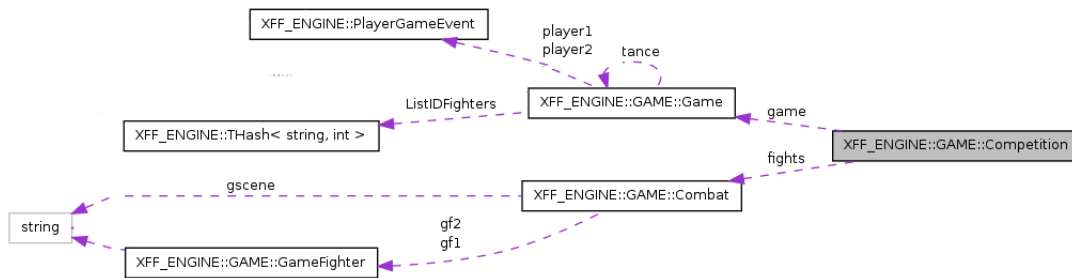 XFF_ENGINE::PlayerGameEvent
player1
player2
tance
XFF_ENGINE::GAME::Game
ListIDFighters
XFF_ENGINE::THash< string, int >
game
XFF_ENGINE::GAME::Competition
fights
gscene
XFF_ENGINE::GAME::Combat
string
gf2
gf1
XFF_ENGINE::GAME::GameFighter